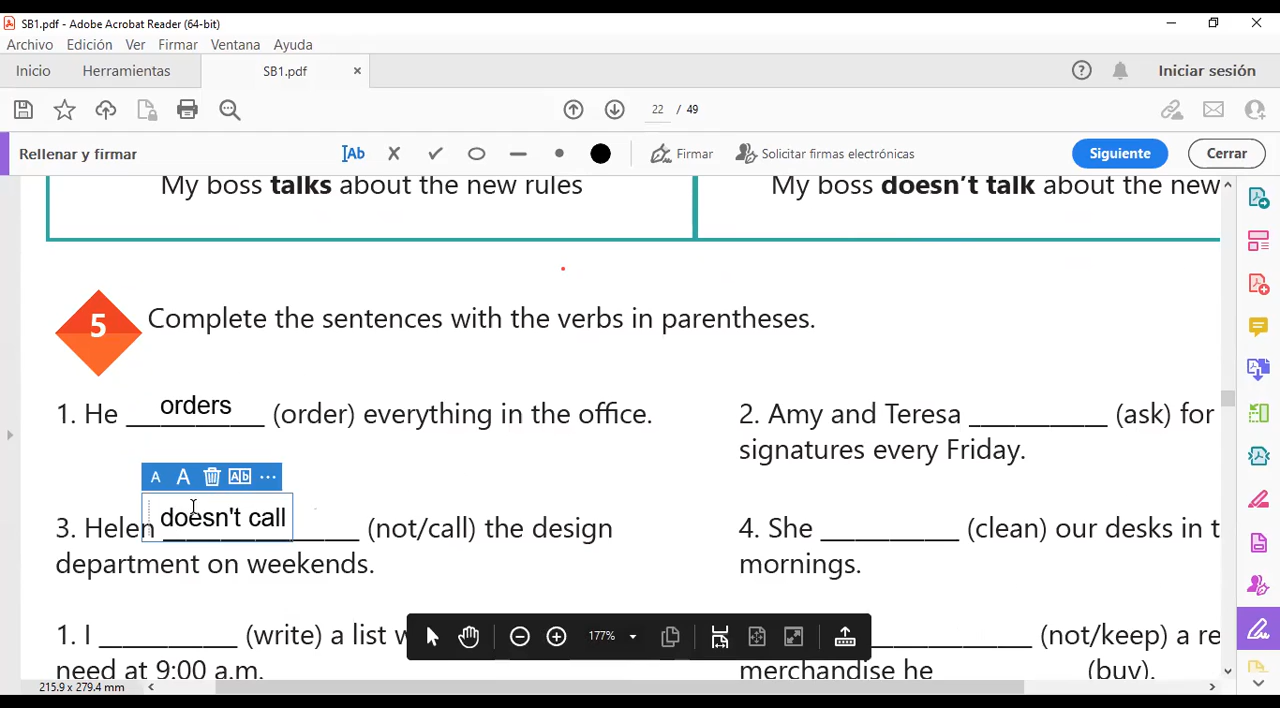 SB1.pdf - Adobe Acrobat Reader (64-bit)
Archivo Edición Ver Firmar Ventana Ayuda
Inicio Herramientas SB1.pdf × Iniciar sesión
22 / 49
Rellenar y firmar Ab Firmar Solicitar firmas electrónicas Siguiente Cerrar
My boss talks about the new rules
My boss doesn't talk about the new
5 Complete the sentences with the verbs in parentheses.
1. He orders (order) everything in the office.
2. Amy and Teresa ___________ (ask) for
signatures every Friday.
A A Ab ...
3. Helen doesn't call (not/call) the design
department on weekends.
4. She ___________ (clean) our desks in t
mornings.
1. I ___________ (write) a list w
need at 9:00 a.m.
(not/keep) a re
merchandise he ___________ (buy).
177%
215.9 x 279.4 mm